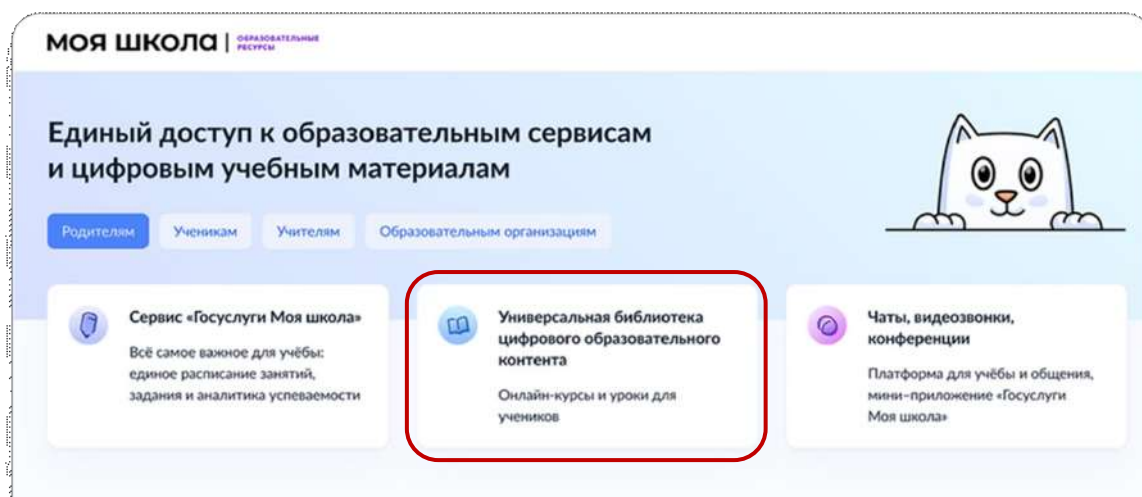 МОЯ ШКОЛА | ОБРАЗОВАТЕЛЬНЫЕ
РЕСУРСЫ
Единый доступ к образовательным сервисам
и цифровым учебным материалам
Родителям Ученикам Учителям Образовательным организациям
Сервис «Госуслуги Моя школа»
Всё самое важное для учёбы:
единое расписание занятий,
задания и аналитика успеваемости
Универсальная библиотека
цифрового образовательного
контента
Онлайн-курсы и уроки для
учеников
Чаты, видеозвонки,
конференции
Платформа для учёбы и общения,
мини-приложение «Госуслуги
Моя школа»